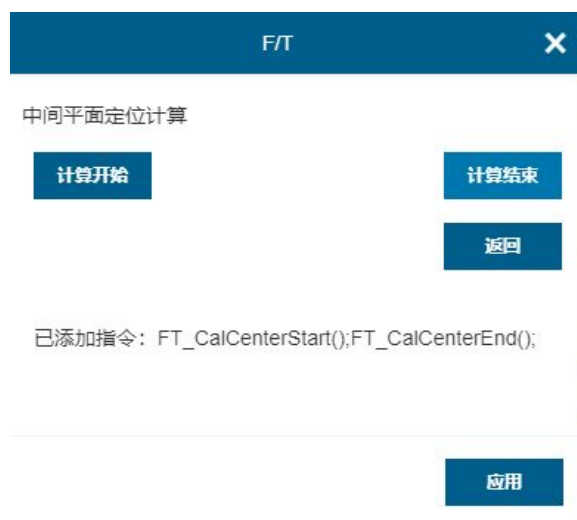 F/T
中间平面定位计算
计算开始 计算结束
返回
已添加指令：FT_CalCenterStart();FT_CalCenterEnd();
应用